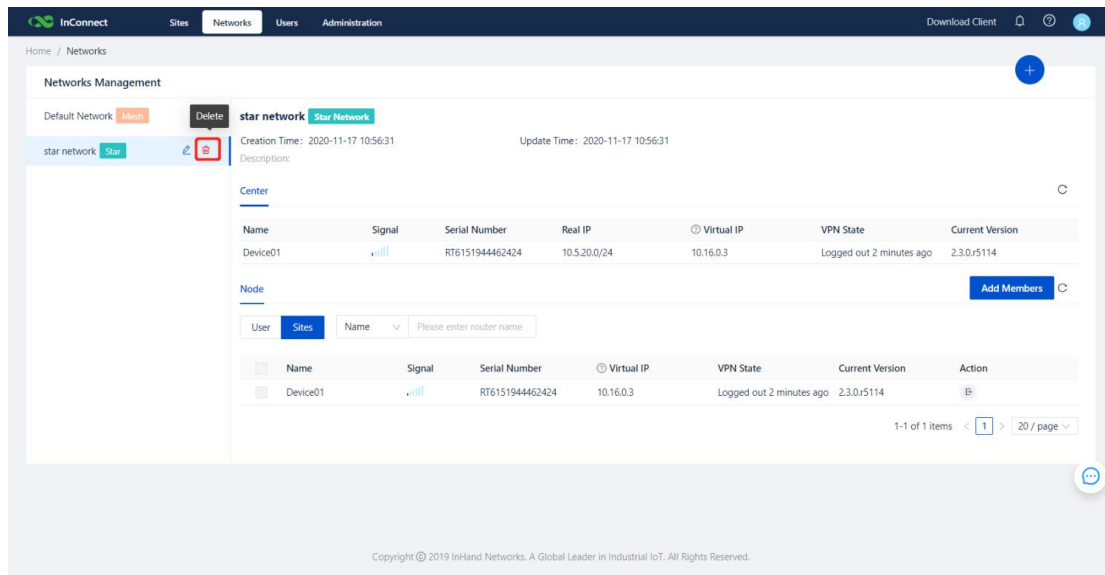 InConnect Sites Networks Users Administration Download Client
Home / Networks
Networks Management
Default Network Mesh Delete
star network Star
star network Star Network
Creation Time: 2020-11-17 10:56:31 Update Time: 2020-11-17 10:56:31
Description:
Center
Name Signal Serial Number Real IP Virtual IP VPN State Current Version
Device01 RT6151944462424 10.5.20.0/24 10.16.0.3 Logged out 2 minutes ago 2.3.0.r5114
Node Add Members
User Sites Name Please enter router name
Name Signal Serial Number Virtual IP VPN State Current Version Action
Device01 RT6151944462424 10.16.0.3 Logged out 2 minutes ago 2.3.0.r5114
1-1 of 1 items < 1 > 20 / page
Copyright © 2019 InHand Networks. A Global Leader in Industrial IoT. All Rights Reserved.